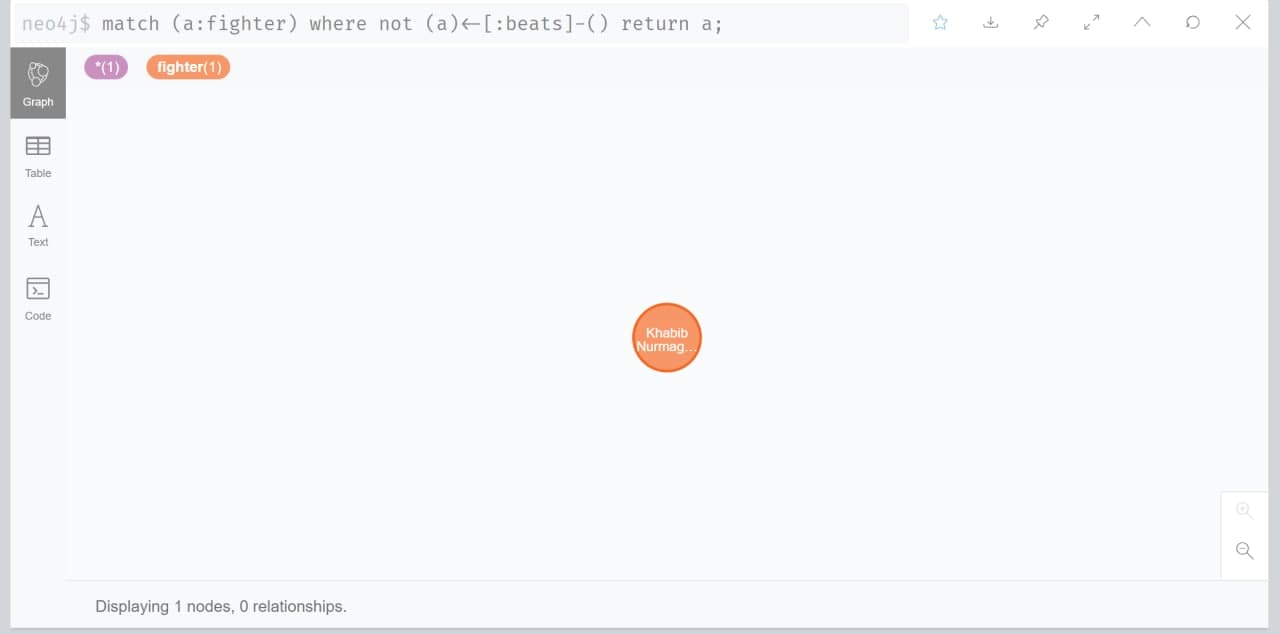 neo4j$ match (a:fighter) where not (a)←[:beats]-() return a;
*(1) fighter(1)
Graph
Table
Text
Code
Khabib
Nurmag...
Displaying 1 nodes, 0 relationships.